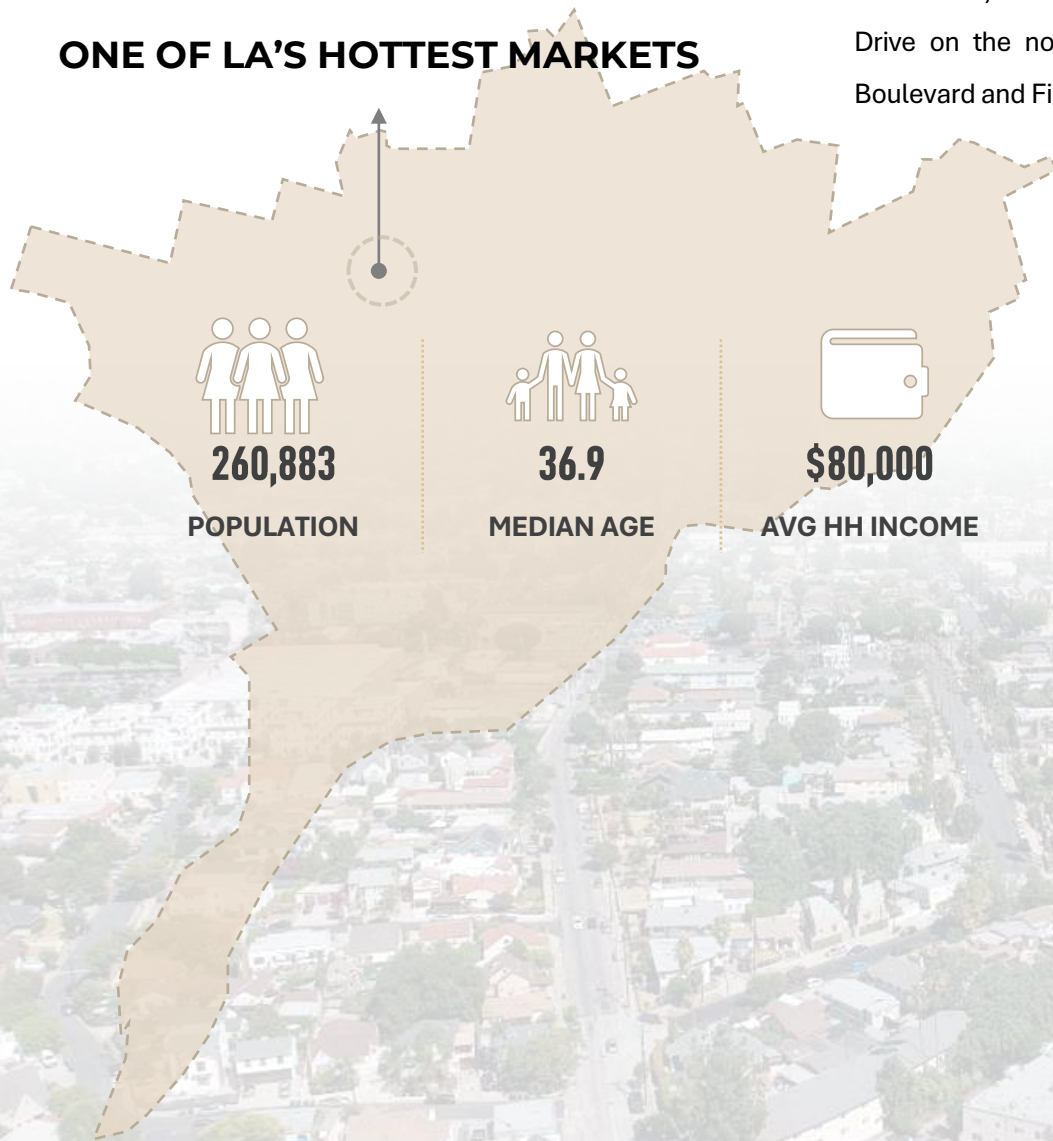 ONE OF LA'S HOTTEST MARKETS
Drive on the no
Boulevard and Fi
260,883
36.9
$80,000
POPULATION
MEDIAN AGE
AVG HH INCOME